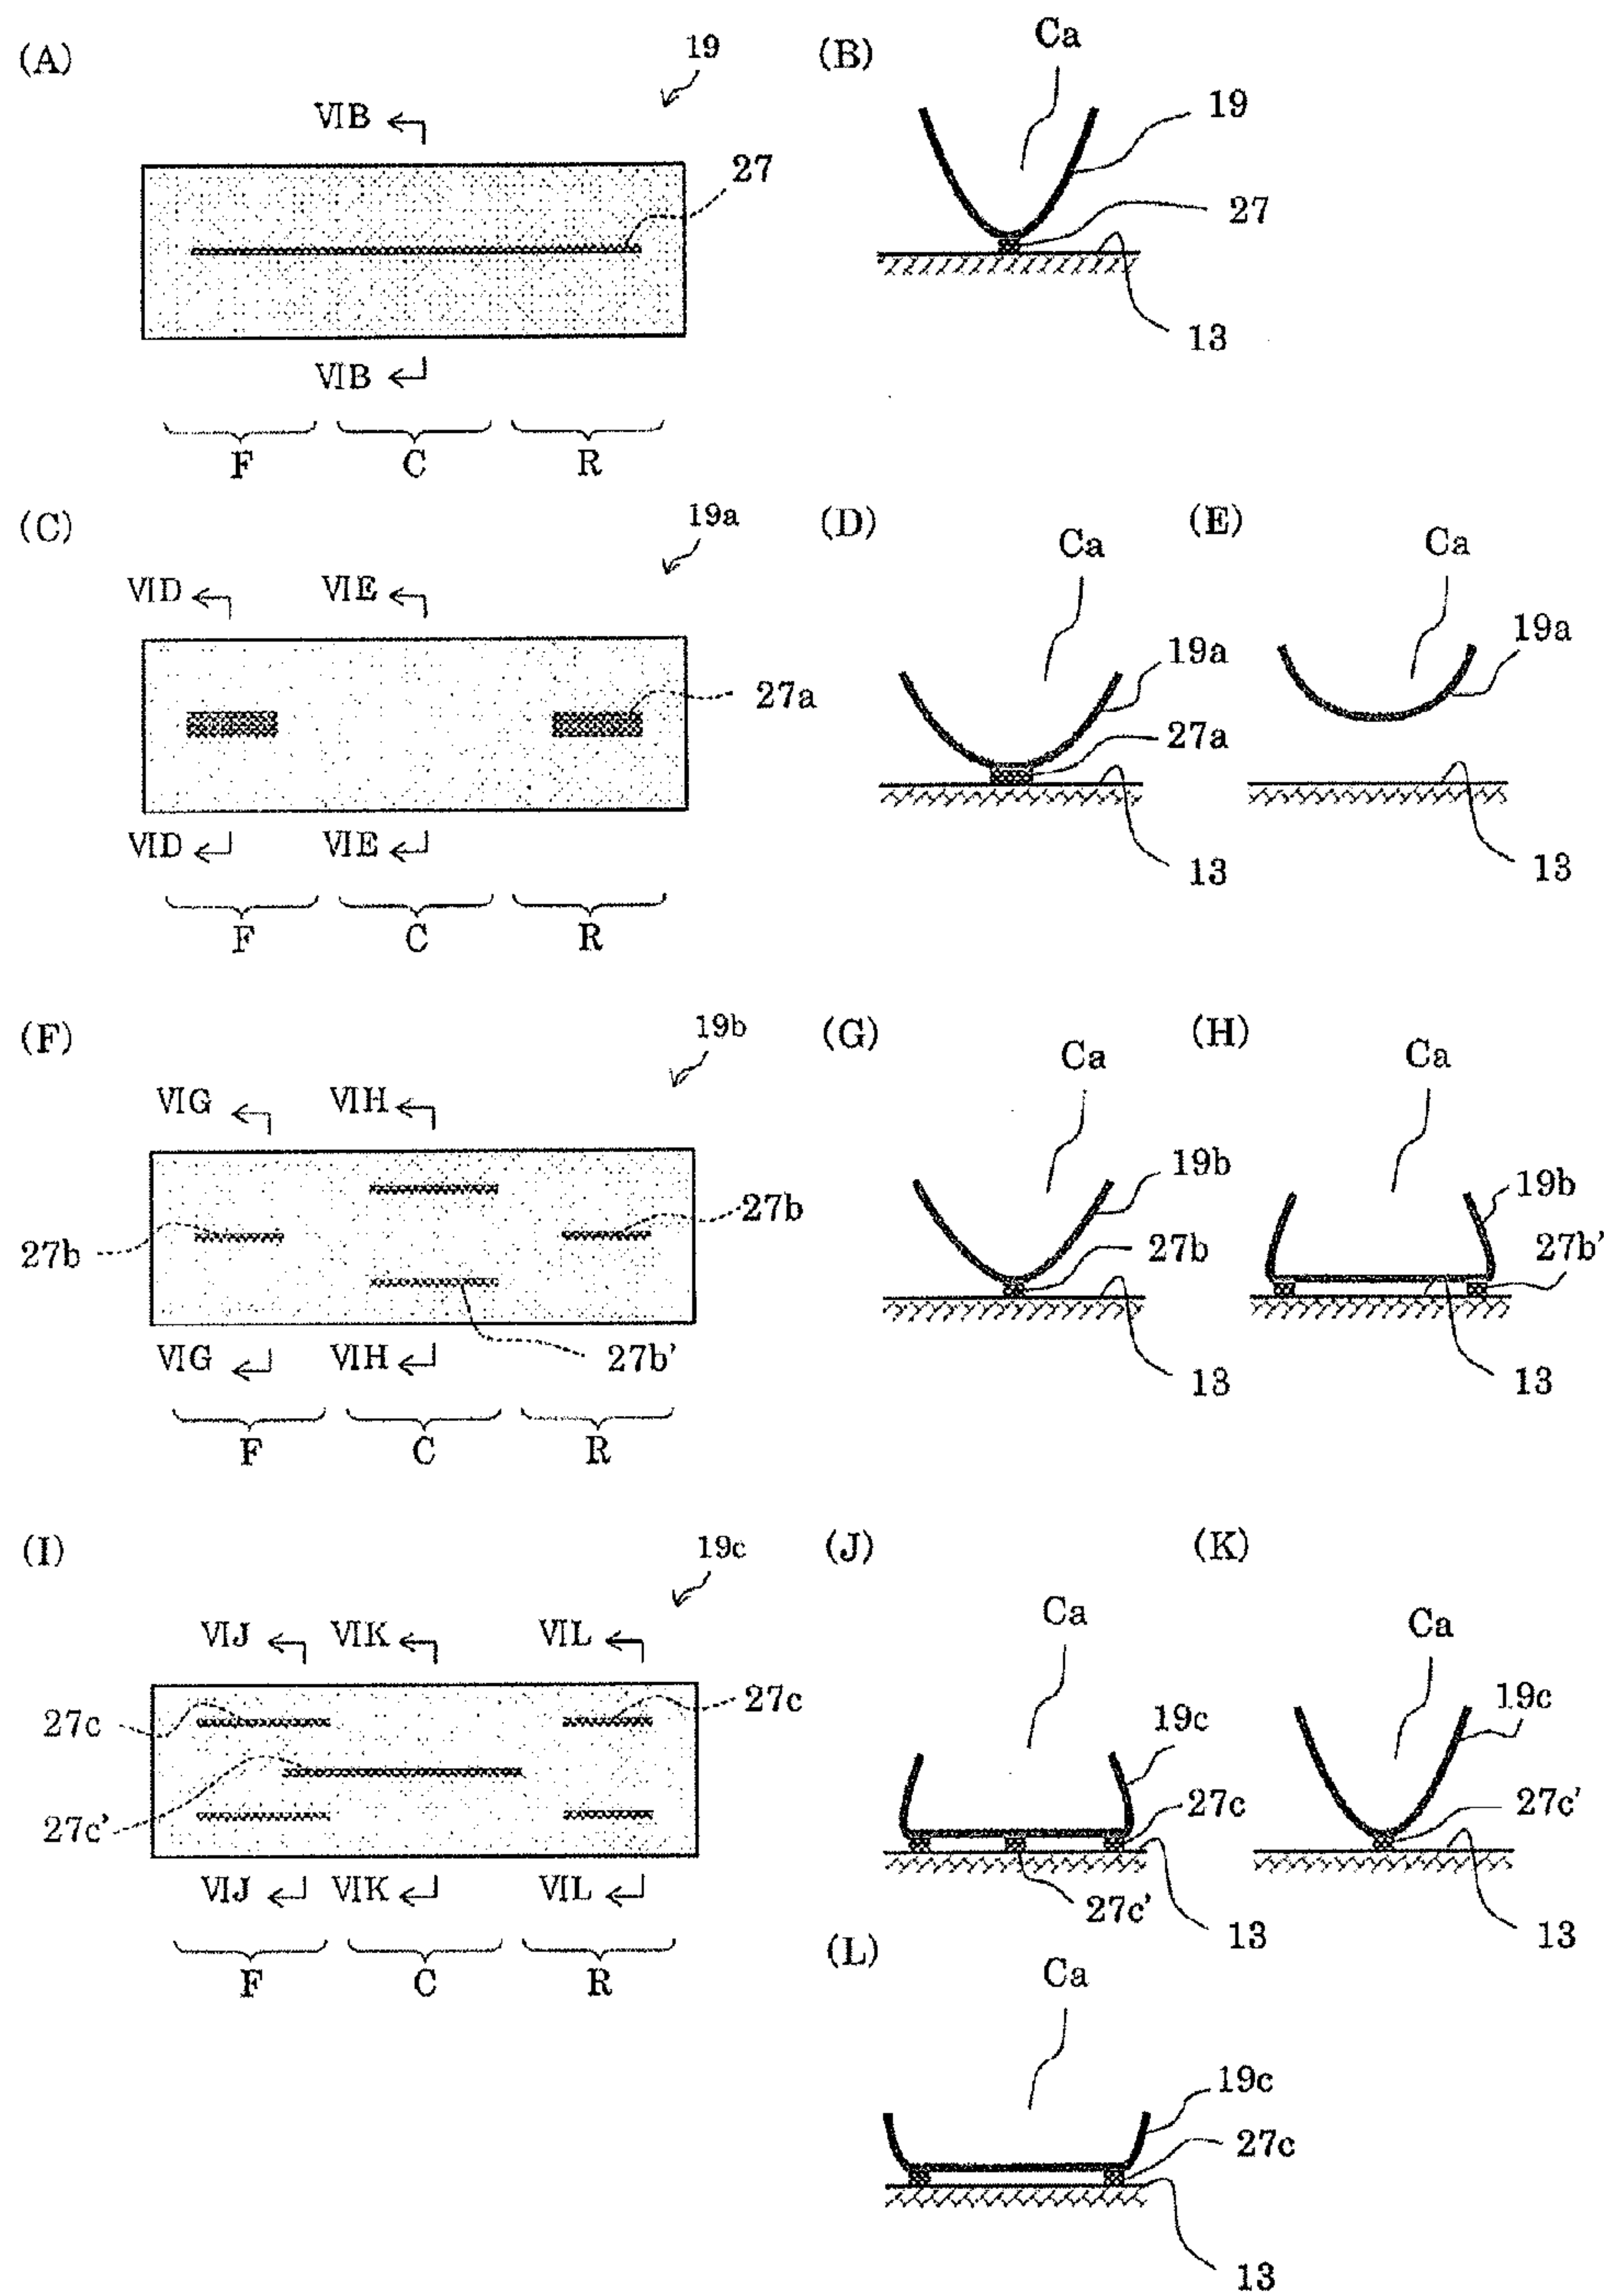 (A)
19
VIB
27
VIB
F C R
(B)
Ca
19
27
13
(C)
19a
VID VIE
27a
VID VIE
F C R
(D)
Ca
19a
27a
13
(E)
Ca
19a
13
(F)
19b
VIG VIH
27b
27b
27b'
VIG VIH
F C R
(G)
Ca
19b
27b
13
(H)
Ca
19b
27b'
13
(I)
19c
VIJ VIK VIL
27c
27c
27c'
VIJ VIK VIL
F C R
(J)
Ca
19c
27c
27c'
13
(K)
Ca
19c
27c'
13
(L)
Ca
19c
27c
13